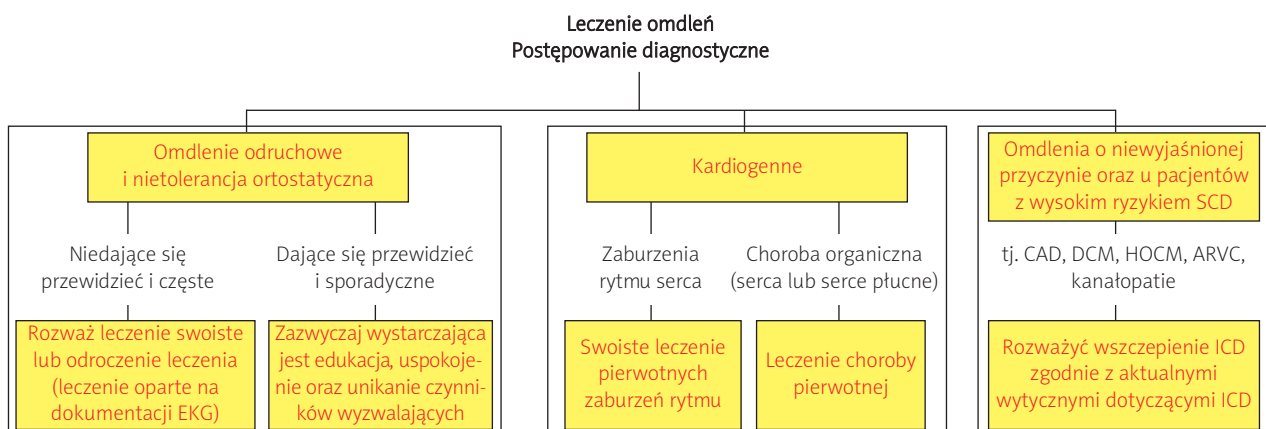 Leczenie omdleń
Postępowanie diagnostyczne
Omdlenie odruchowe
i nietolerancja ortostatyczna
Niedające się
przewidzieć i częste
Rozważ leczenie swoiste
lub odroczenie leczenia
(leczenie oparte na
dokumentacji EKG)
Dające się przewidzieć
i sporadyczne
Zazwyczaj wystarczająca
jest edukacja, uspokoje-
nie oraz unikanie czynni-
ków wyzwalających
Kardiogenne
Zaburzenia
rytmu serca
Swoiste leczenie
pierwotnych
zaburzeń rytmu
Choroba organiczna
(serca lub serce płucne)
Leczenie choroby
pierwotnej
Omdlenia o niewyjaśnionej
przyczynie oraz u pacjentów
z wysokim ryzykiem SCD
tj. CAD, DCM, HOCM, ARVC,
kanałopatie
Rozważyć wszczepienie ICD
zgodnie z aktualnymi
wytycznymi dotyczącymi ICD